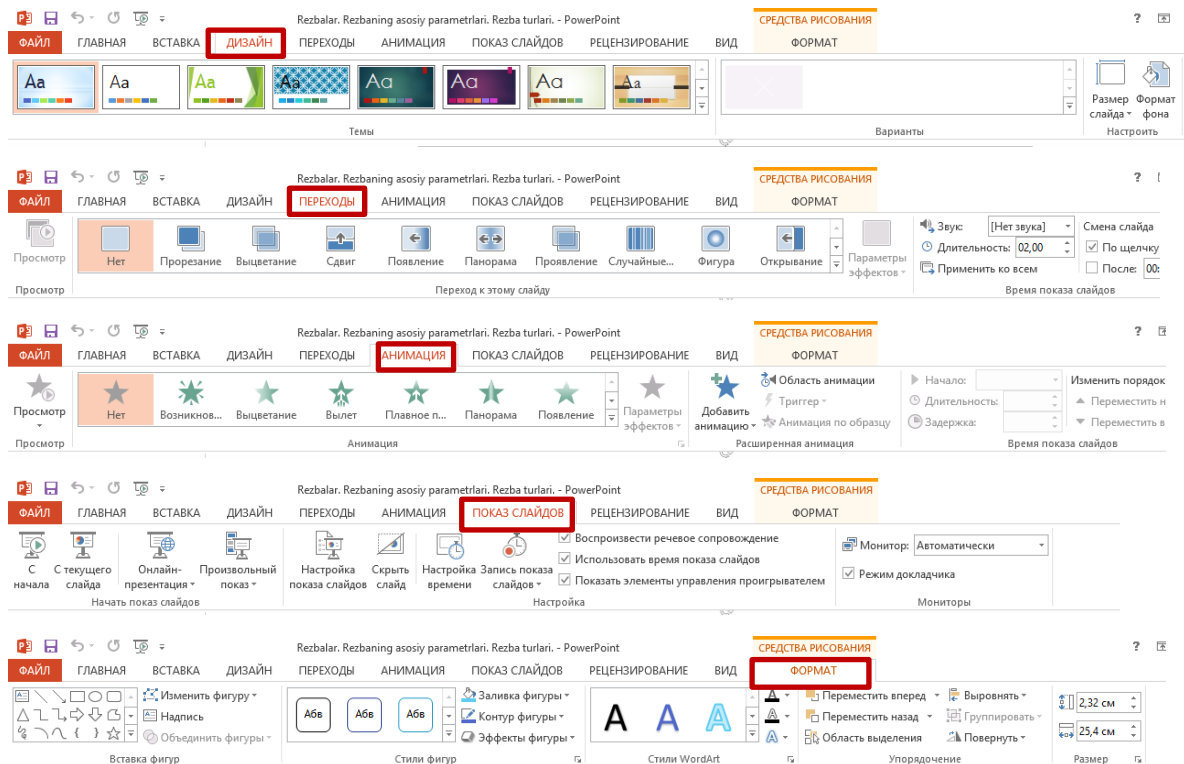 Rezbalar. Rezbaning asosiy parametrlari. Rezba turlari. - PowerPoint СРЕДСТВА РИСОВАНИЯ ?
ФАЙЛ ГЛАВНАЯ ВСТАВКА ДИЗАЙН ПЕРЕХОДЫ АНИМАЦИЯ ПОКАЗ СЛАЙДОВ РЕЦЕНЗИРОВАНИЕ ВИД ФОРМАТ
Aa Aa Aa Aa Aa Aa Aa Aa
Размер Формат
слайда фона
Темы Варианты Настроить
Rezbalar. Rezbaning asosiy parametrlari. Rezba turlari. - PowerPoint СРЕДСТВА РИСОВАНИЯ ?
ФАЙЛ ГЛАВНАЯ ВСТАВКА ДИЗАЙН ПЕРЕХОДЫ АНИМАЦИЯ ПОКАЗ СЛАЙДОВ РЕЦЕНЗИРОВАНИЕ ВИД ФОРМАТ
Звук: [Нет звука] Смена слайда
Длительность: 02,00 По щелчку
Просмотр Нет Прорезание Выцветание Сдвиг Появление Панорама Проявление Случайные... Фигура Открывание Параметры
эффектов Применить ко всем После: 00:
Просмотр Переход к этому слайду Время показа слайдов
Rezbalar. Rezbaning asosiy parametrlari. Rezba turlari. - PowerPoint СРЕДСТВА РИСОВАНИЯ ?
ФАЙЛ ГЛАВНАЯ ВСТАВКА ДИЗАЙН ПЕРЕХОДЫ АНИМАЦИЯ ПОКАЗ СЛАЙДОВ РЕЦЕНЗИРОВАНИЕ ВИД ФОРМАТ
Область анимации Начало: Изменить порядок
Просмотр Нет Возникнов... Выцветание Вылет Плавное п... Панорама Появление Параметры
эффектов Добавить
анимацию Триггер Длительность: Переместить н
Анимация по образцу Задержка: Переместить в
Просмотр Анимация Расширенная анимация Время показа слайдов
Rezbalar. Rezbaning asosiy parametrlari. Rezba turlari. - PowerPoint СРЕДСТВА РИСОВАНИЯ ?
ФАЙЛ ГЛАВНАЯ ВСТАВКА ДИЗАЙН ПЕРЕХОДЫ АНИМАЦИЯ ПОКАЗ СЛАЙДОВ РЕЦЕНЗИРОВАНИЕ ВИД ФОРМАТ
Воспроизвести речевое сопровождение Монитор: Автоматически
Использовать время показа слайдов
С С текущего Онлайн- Произвольный Настройка Скрыть Настройка Запись показа
начала слайда презентация показ показа слайдов слайд времени слайдов Показать элементы управления проигрывателем Режим докладчика
Начать показ слайдов Настройка Мониторы
Rezbalar. Rezbaning asosiy parametrlari. Rezba turlari. - PowerPoint СРЕДСТВА РИСОВАНИЯ ?
ФАЙЛ ГЛАВНАЯ ВСТАВКА ДИЗАЙН ПЕРЕХОДЫ АНИМАЦИЯ ПОКАЗ СЛАЙДОВ РЕЦЕНЗИРОВАНИЕ ВИД ФОРМАТ
Изменить фигуру Заливка фигуры Переместить вперед Выровнять 2,32 см
Надпись Абв Абв Абв Контур фигуры A A A Переместить назад Группировать
Объединить фигуры Эффекты фигуры Область выделения Повернуть 25,4 см
Вставка фигур Стили фигур Стили WordArt Упорядочение Размер